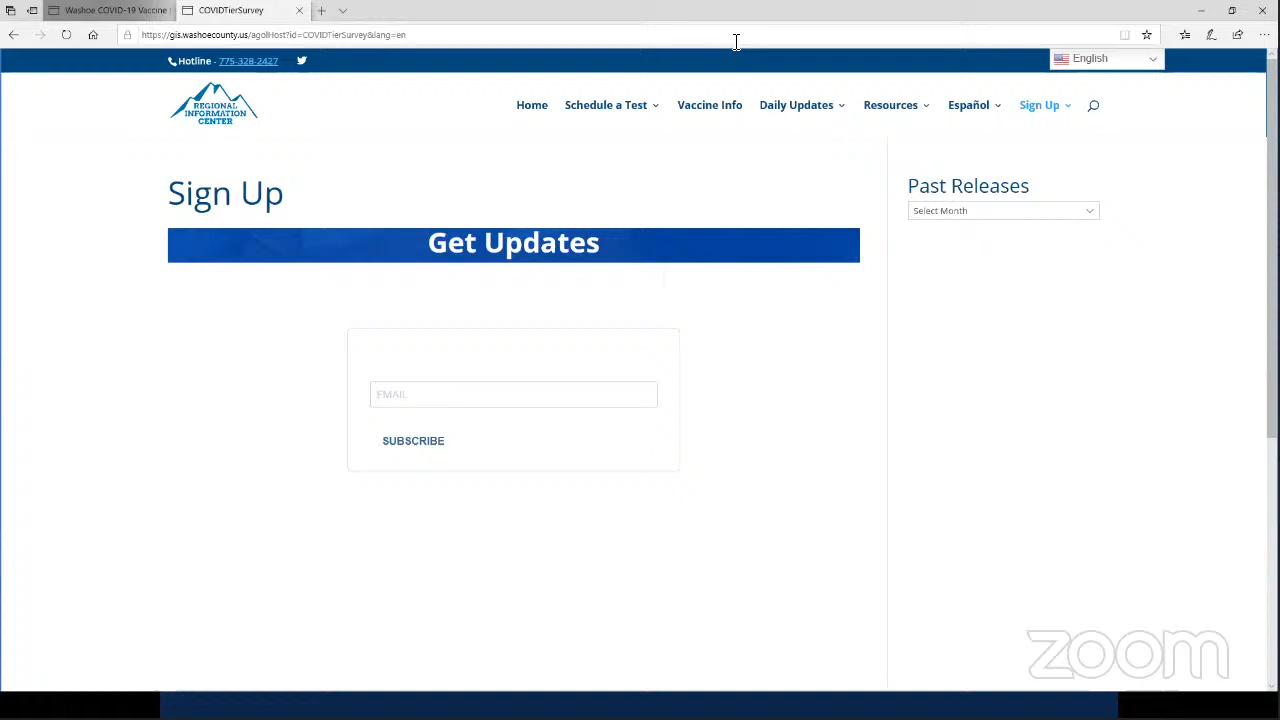 Washoe COVID-19 Vaccine
COVIDTierSurvey
https://gis.washoecounty.us/agolHost?id=COVIDTierSurvey&lang=en
Hotline - 775-328-2427
English
REGIONAL
INFORMATION
CENTER
Home
Schedule a Test
Vaccine Info
Daily Updates
Resources
Español
Sign Up
Sign Up
Get Updates
EMAIL
SUBSCRIBE
Past Releases
Select Month
zoom